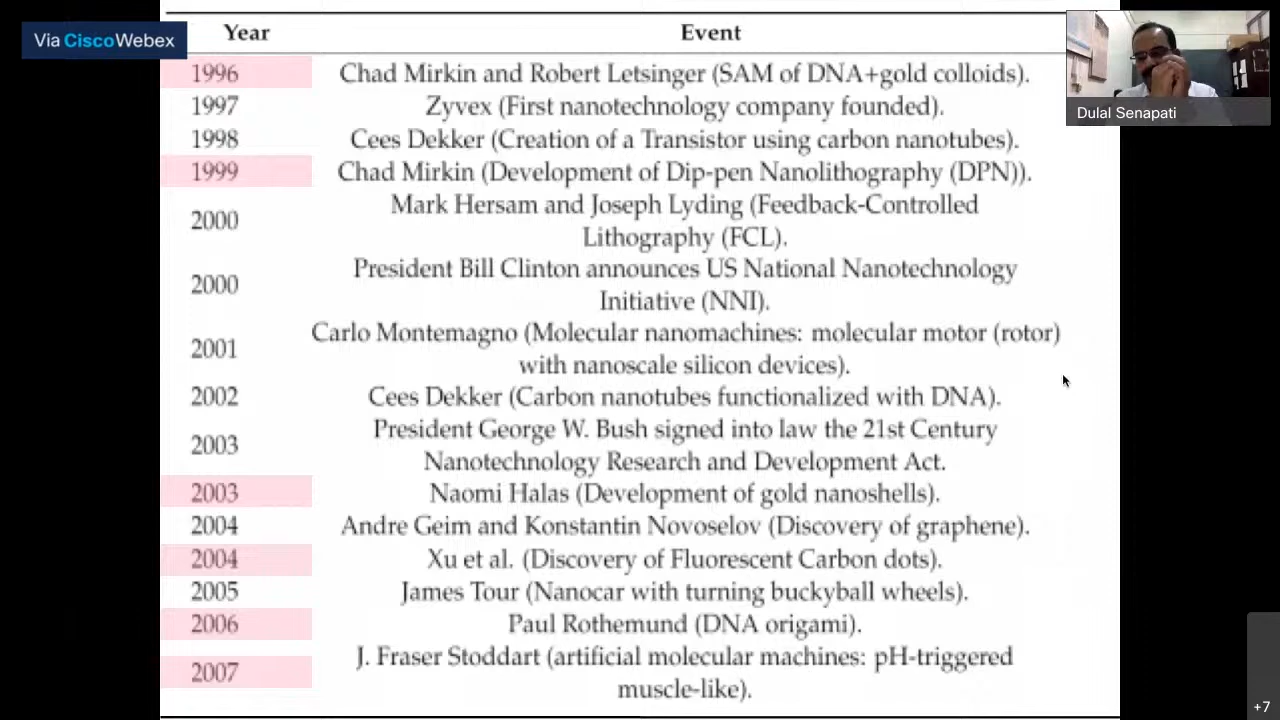 Via CiscoWebex
Year Event
1996 Chad Mirkin and Robert Letsinger (SAM of DNA+gold colloids).
1997 Zyvex (First nanotechnology company founded).
1998 Cees Dekker (Creation of a Transistor using carbon nanotubes).
1999 Chad Mirkin (Development of Dip-pen Nanolithography (DPN)).
2000 Mark Hersam and Joseph Lyding (Feedback-Controlled
Lithography (FCL).
2000 President Bill Clinton announces US National Nanotechnology
Initiative (NNI).
2001 Carlo Montemagno (Molecular nanomachines: molecular motor (rotor)
with nanoscale silicon devices).
2002 Cees Dekker (Carbon nanotubes functionalized with DNA).
2003 President George W. Bush signed into law the 21st Century
Nanotechnology Research and Development Act.
2003 Naomi Halas (Development of gold nanoshells).
2004 Andre Geim and Konstantin Novoselov (Discovery of graphene).
2004 Xu et al. (Discovery of Fluorescent Carbon dots).
2005 James Tour (Nanocar with turning buckyball wheels).
2006 Paul Rothemund (DNA origami).
2007 J. Fraser Stoddart (artificial molecular machines: pH-triggered
muscle-like).
Dulal Senapati
+7